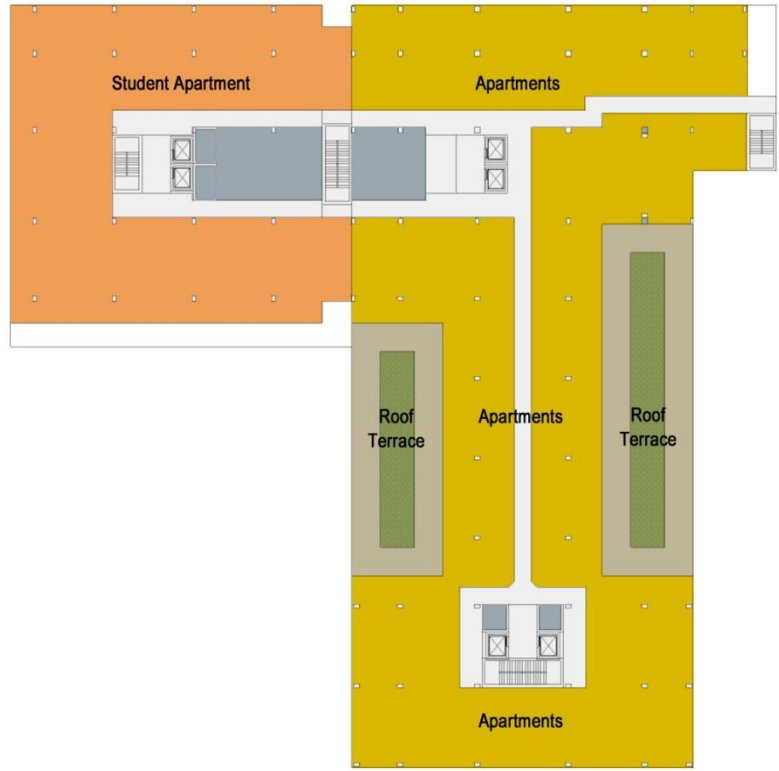 Student Apartment
Apartments
Roof
Terrace
Apartments
Roof
Terrace
Apartments